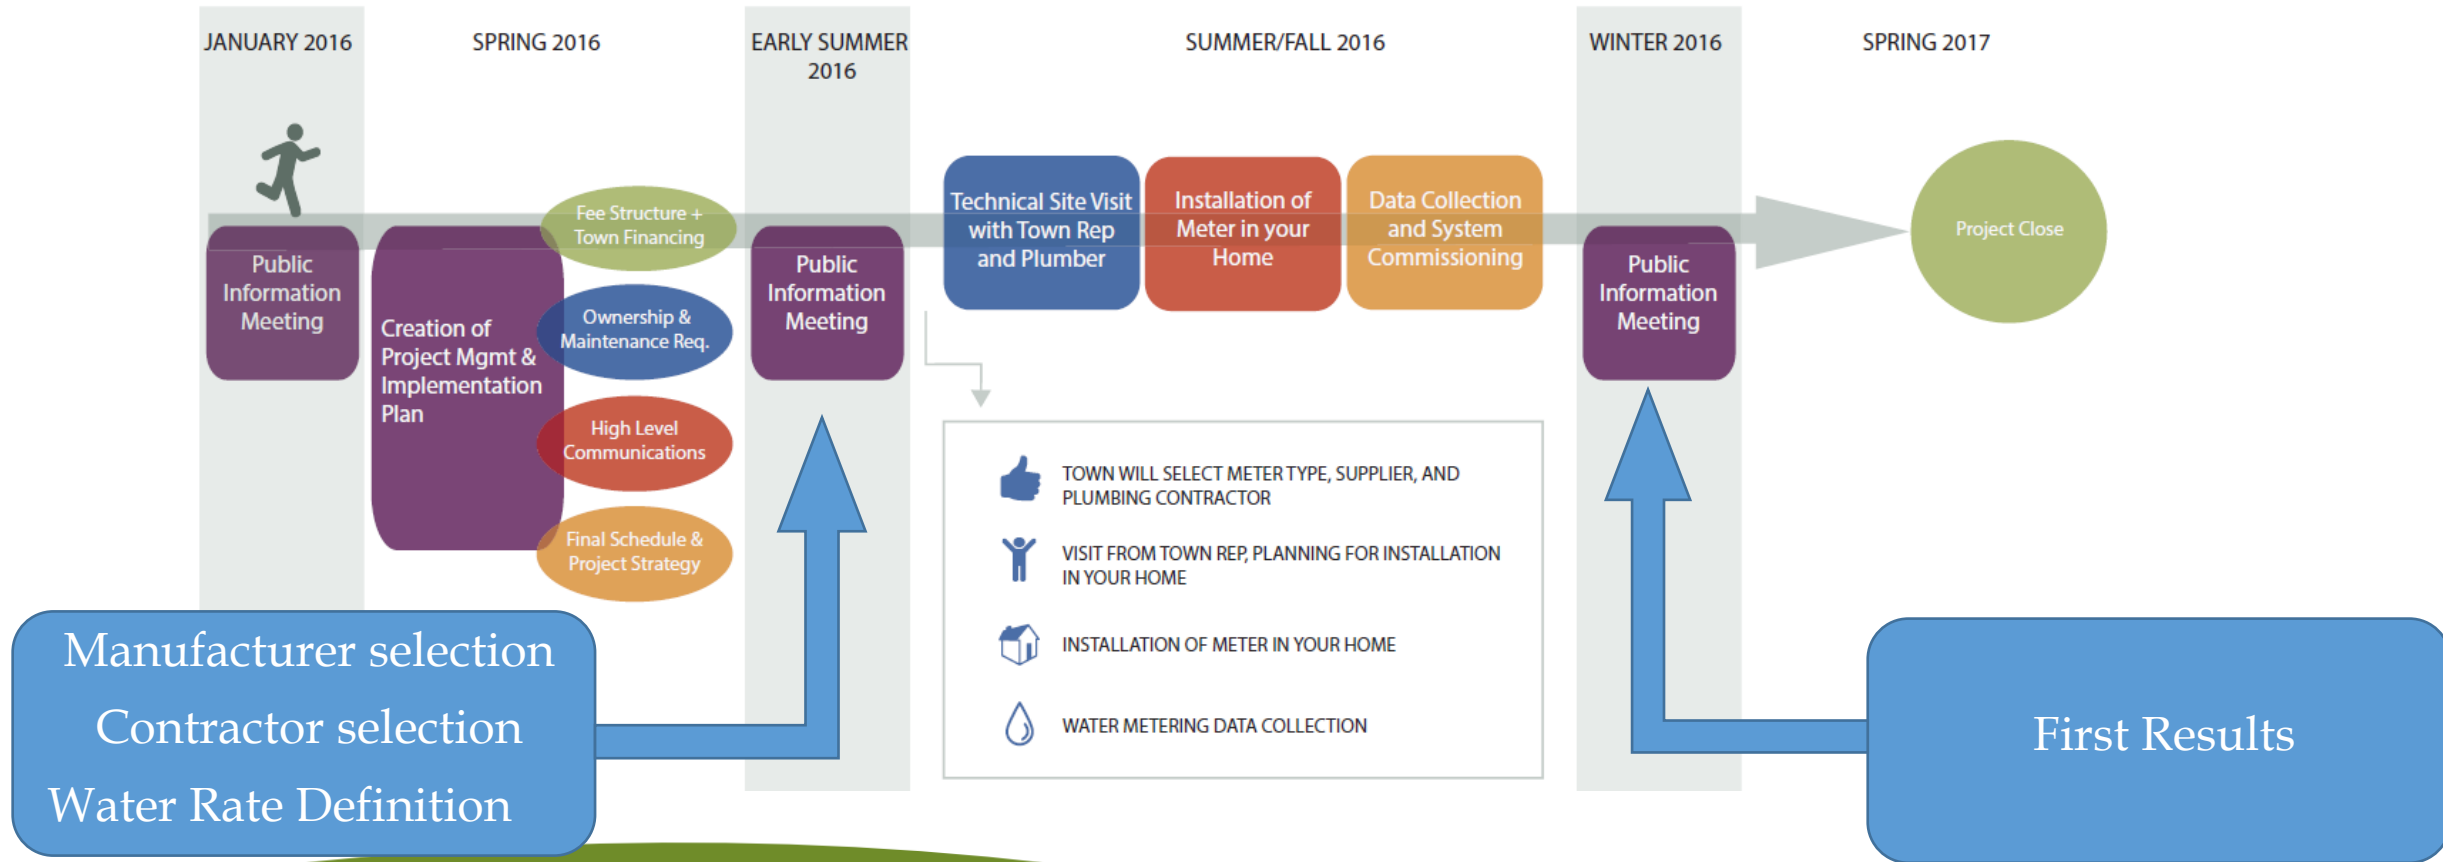 JANUARY 2016
SPRING 2016
EARLY SUMMER
2016
SUMMER/FALL 2016
WINTER 2016
SPRING 2017
Public
Information
Meeting
Creation of
Project Mgmt &
Implementation
Plan
Fee Structure +
Town Financing
Ownership &
Maintenance Req.
High Level
Communications
Final Schedule &
Project Strategy
Public
Information
Meeting
Technical Site Visit
with Town Rep
and Plumber
Installation of
Meter in your
Home
Data Collection
and System
Commissioning
Public
Information
Meeting
Project Close
TOWN WILL SELECT METER TYPE, SUPPLIER, AND
PLUMBING CONTRACTOR
VISIT FROM TOWN REP, PLANNING FOR INSTALLATION
IN YOUR HOME
INSTALLATION OF METER IN YOUR HOME
WATER METERING DATA COLLECTION
Manufacturer selection
Contractor selection
Water Rate Definition
First Results